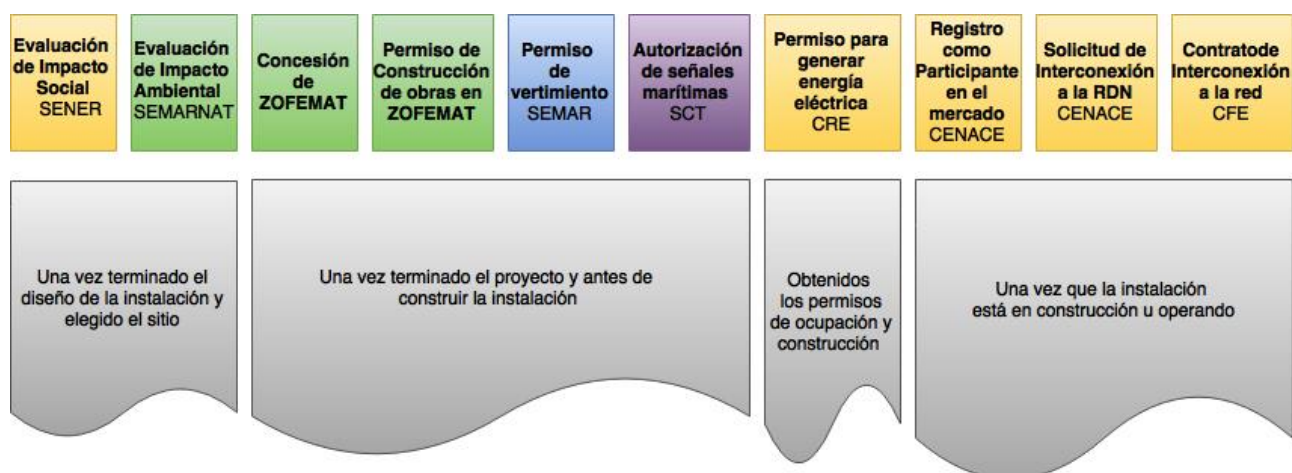 Evaluación
de Impacto
Social
SENER
Evaluación
de Impacto
Ambiental
SEMARNAT
Concesión
de
ZOFEMAT
Permiso de
Construcción
de obras en
ZOFEMAT
Permiso
de
vertimiento
SEMAR
Autorización
de señales
marítimas
SCT
Permiso para
generar
energía
eléctrica
CRE
Registro
como
Participante
en el
mercado
CENACE
Solicitud de
Interconexión
a la RDN
CENACE
Contratode
Interconexión
a la red
CFE
Una vez terminado el
diseño de la instalación y
elegido el sitio
Una vez terminado el proyecto y antes de
construir la instalación
Obtenidos
los permisos
de ocupación y
construcción
Una vez que la instalación
está en construcción u operando